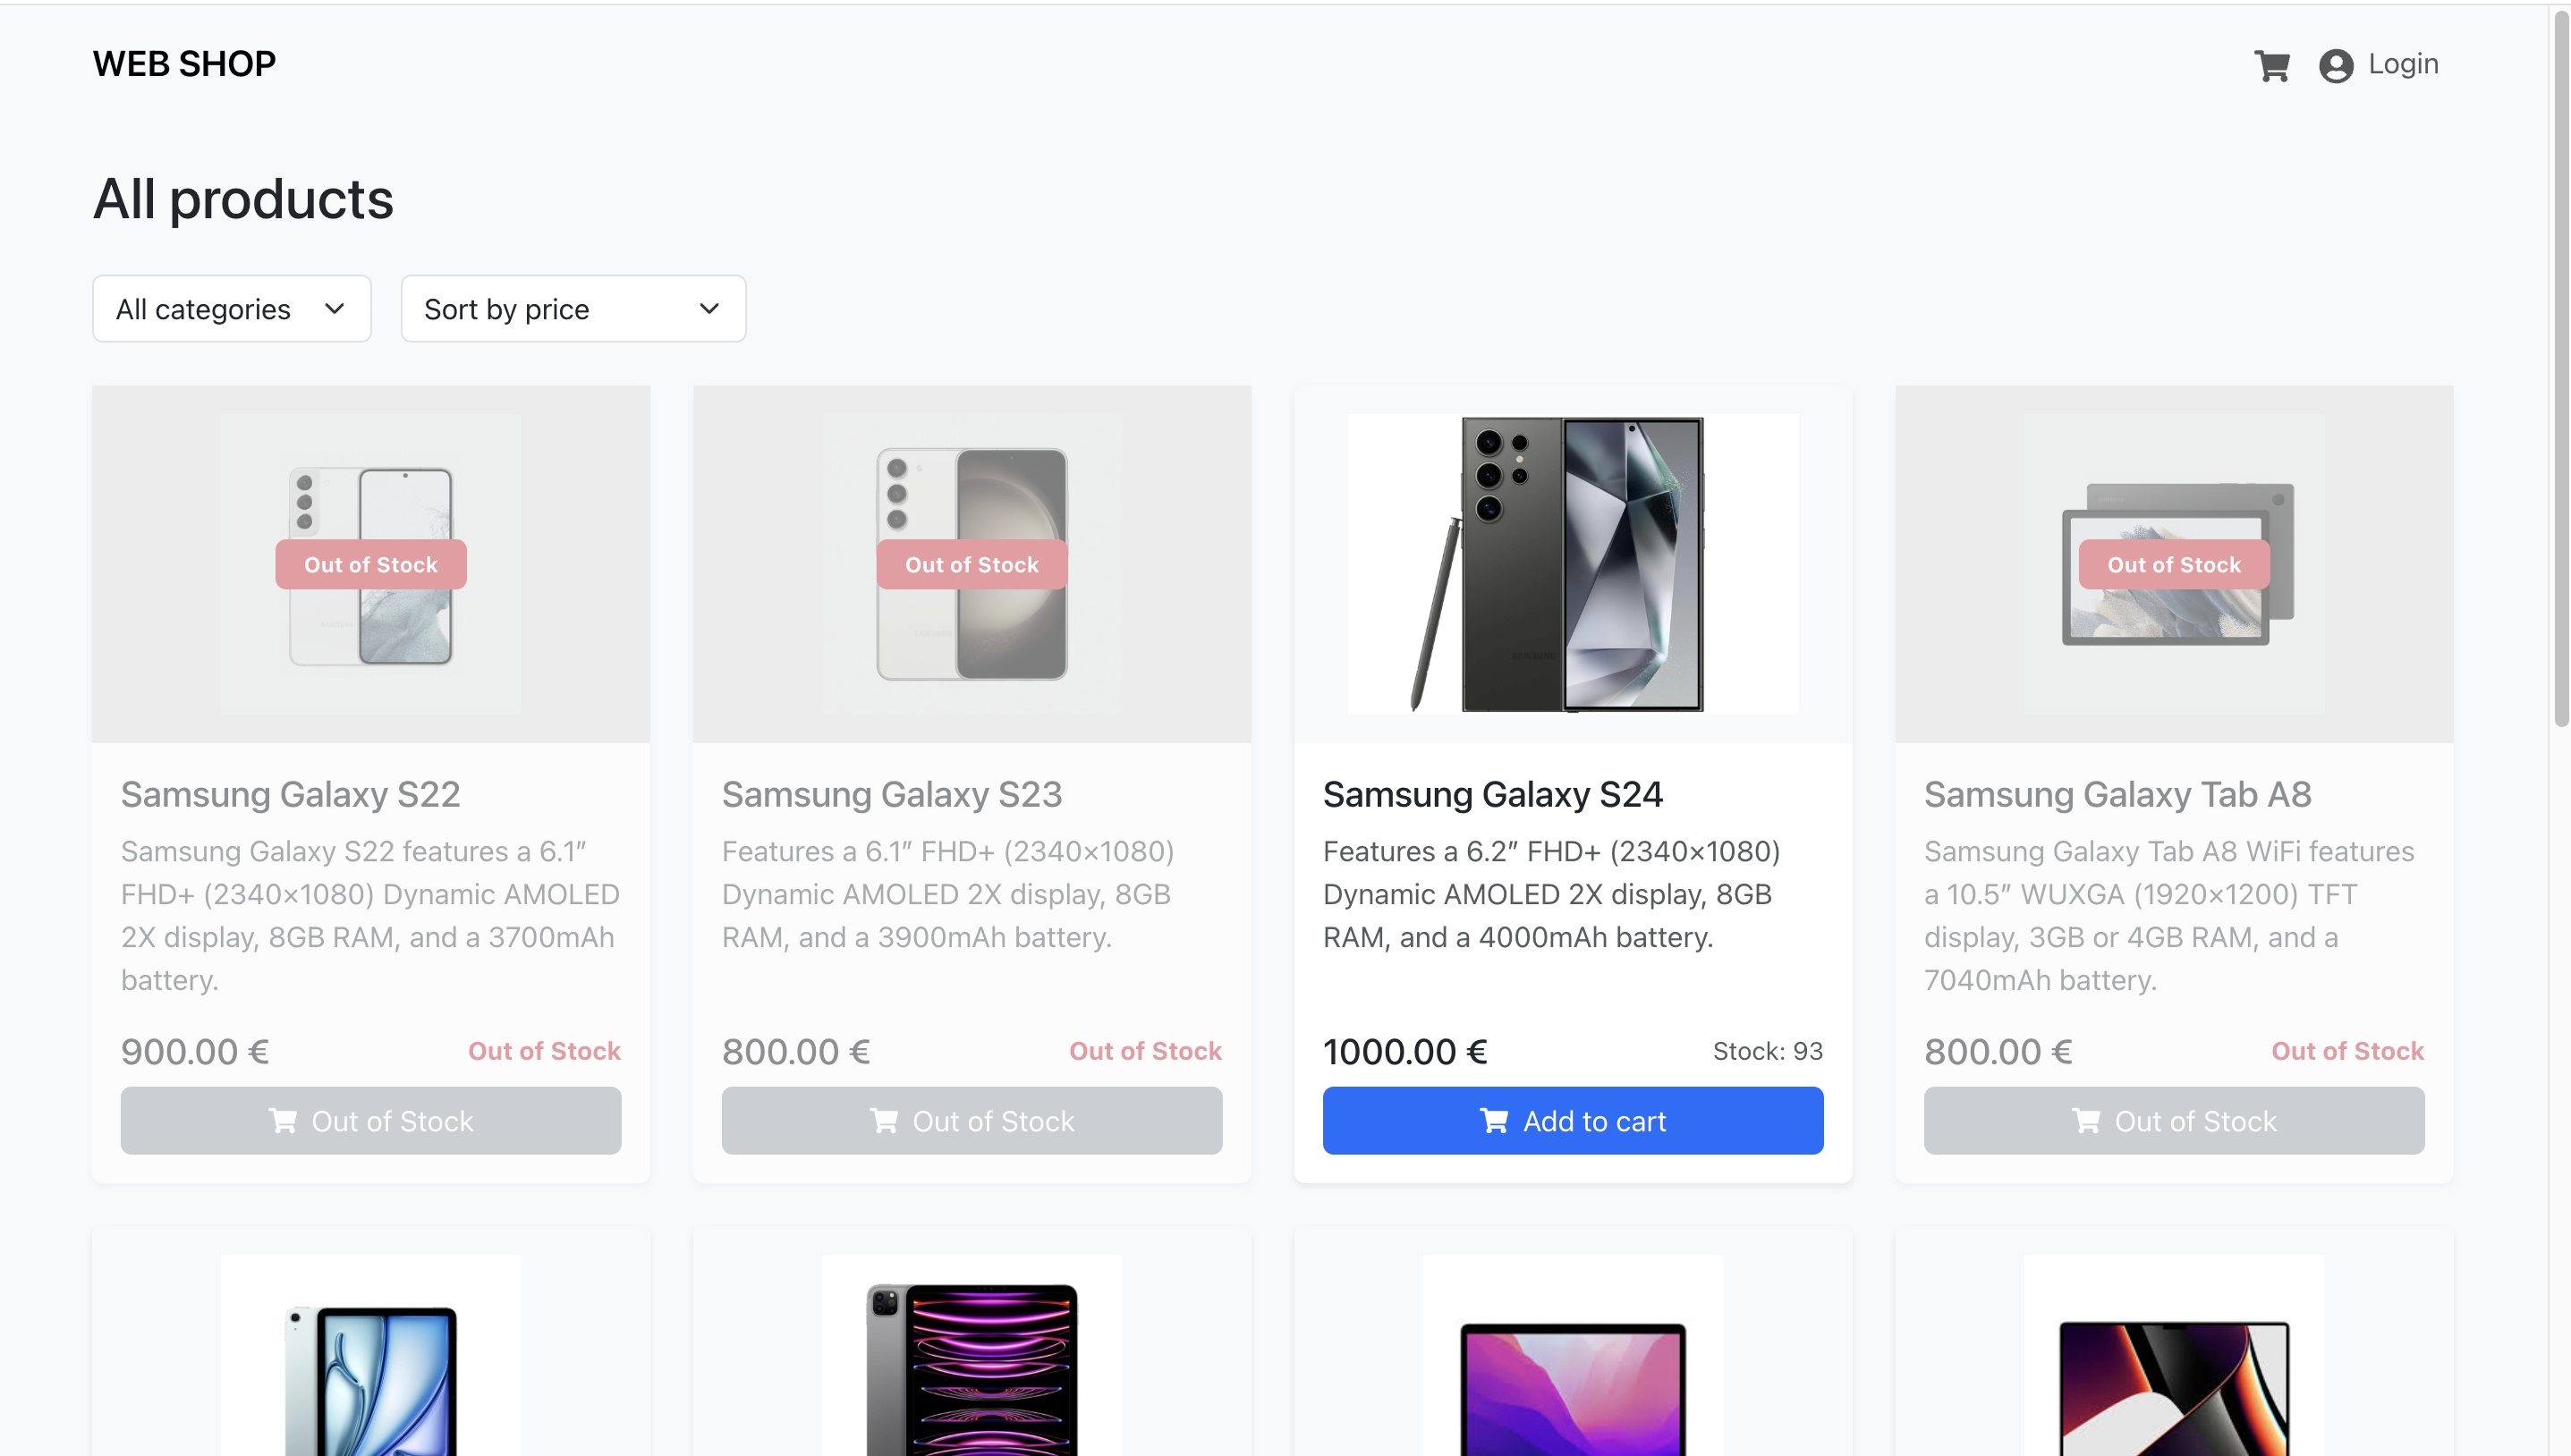 WEB SHOP
Login
All products
All categories
Sort by price
Out of Stock
Samsung Galaxy S22
Samsung Galaxy S22 features a 6.1”
FHD+ (2340×1080) Dynamic AMOLED
2X display, 8GB RAM, and a 3700mAh
battery.
900.00 €
Out of Stock
Out of Stock
Out of Stock
Samsung Galaxy S23
Features a 6.1” FHD+ (2340×1080)
Dynamic AMOLED 2X display, 8GB
RAM, and a 3900mAh battery.
800.00 €
Out of Stock
Out of Stock
SAMSUNG
Samsung Galaxy S24
Features a 6.2” FHD+ (2340×1080)
Dynamic AMOLED 2X display, 8GB
RAM, and a 4000mAh battery.
1000.00 €
Stock: 93
Add to cart
Out of Stock
Samsung Galaxy Tab A8
Samsung Galaxy Tab A8 WiFi features
a 10.5” WUXGA (1920×1200) TFT
display, 3GB or 4GB RAM, and a
7040mAh battery.
800.00 €
Out of Stock
Out of Stock